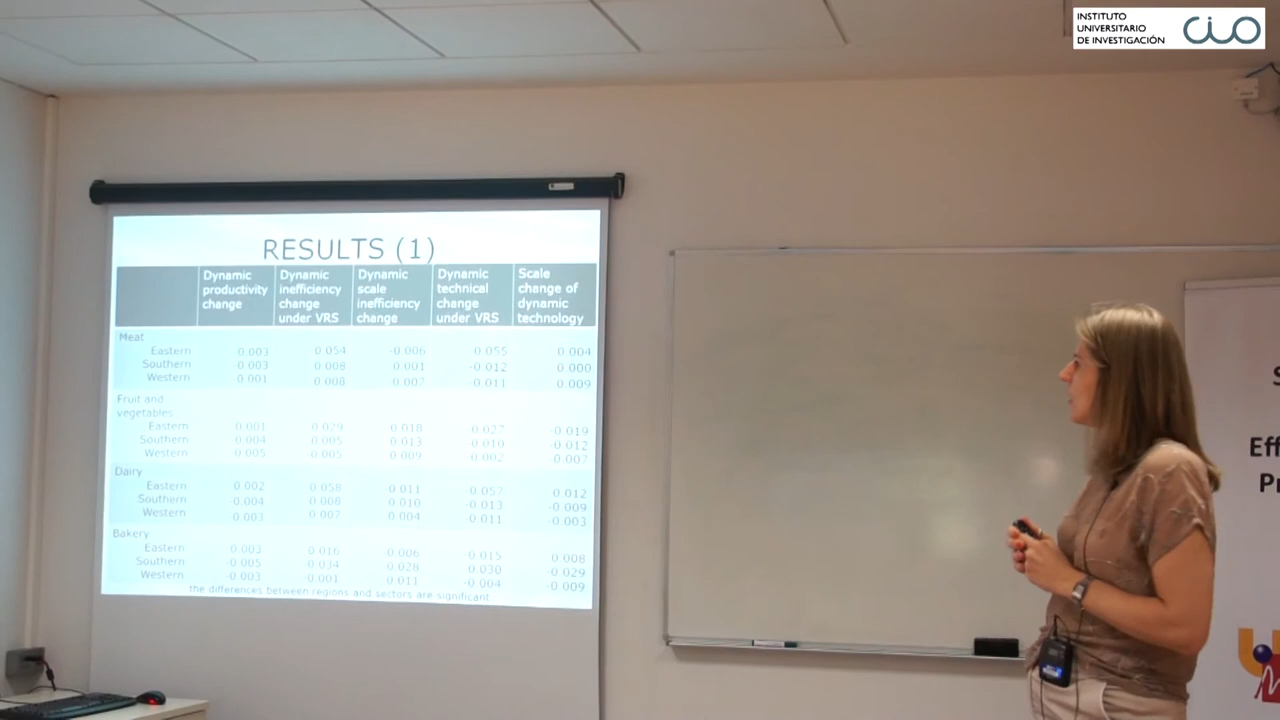 INSTITUTO
UNIVERSITARIO
DE INVESTIGACIÓN
CIO
RESULTS (1)
Dynamic productivity change Dynamic inefficiency change under VRS Dynamic scale inefficiency change Dynamic technical change under VRS Scale change of dynamic technology
Meat
Eastern 0.003 0.054 -0.006 0.055 0.004
Southern 0.003 0.008 0.001 -0.012 0.000
Western 0.001 0.008 0.007 -0.011 0.009
Fruit and
vegetables
Eastern 0.001 0.029 0.018 0.027 -0.019
Southern 0.004 0.005 0.013 -0.010 -0.012
Western 0.005 -0.005 0.009 -0.002 0.007
Dairy
Eastern 0.002 0.058 0.011 0.057 0.012
Southern -0.004 0.008 0.010 -0.013 -0.009
Western 0.003 0.007 0.004 0.011 -0.003
Bakery
Eastern 0.003 0.016 0.006 -0.015 0.008
Southern -0.005 -0.034 0.028 0.030 -0.029
Western -0.003 -0.001 0.011 -0.004 -0.009
the differences between regions and sectors are significant